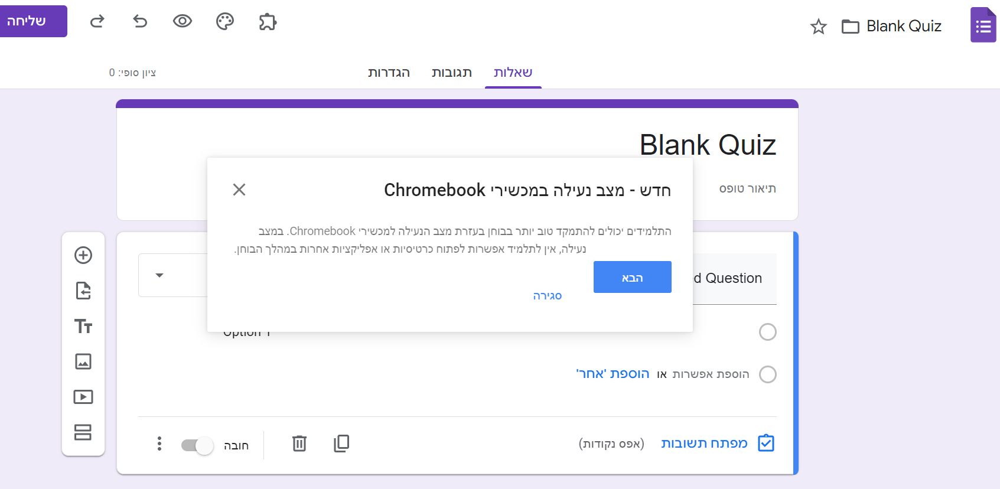 שליחה
Blank Quiz
שאלות
תגובות
הגדרות
ציון סופי: 0
Blank Quiz
תיאור טופס
חדש - מצב נעילה במכשירי Chromebook
התלמידים יכולים להתמקד טוב יותר בבוחן בעזרת מצב הנעילה למכשירי Chromebook. במצב
נעילה, אין לתלמיד אפשרות לפתוח כרטיסיות או אפליקציות אחרות במהלך הבוחן.
הבא
סגירה
Question
Option 1
הוספת אפשרות או הוספת 'אחר'
מפתח תשובות (אפס נקודות)
חובה